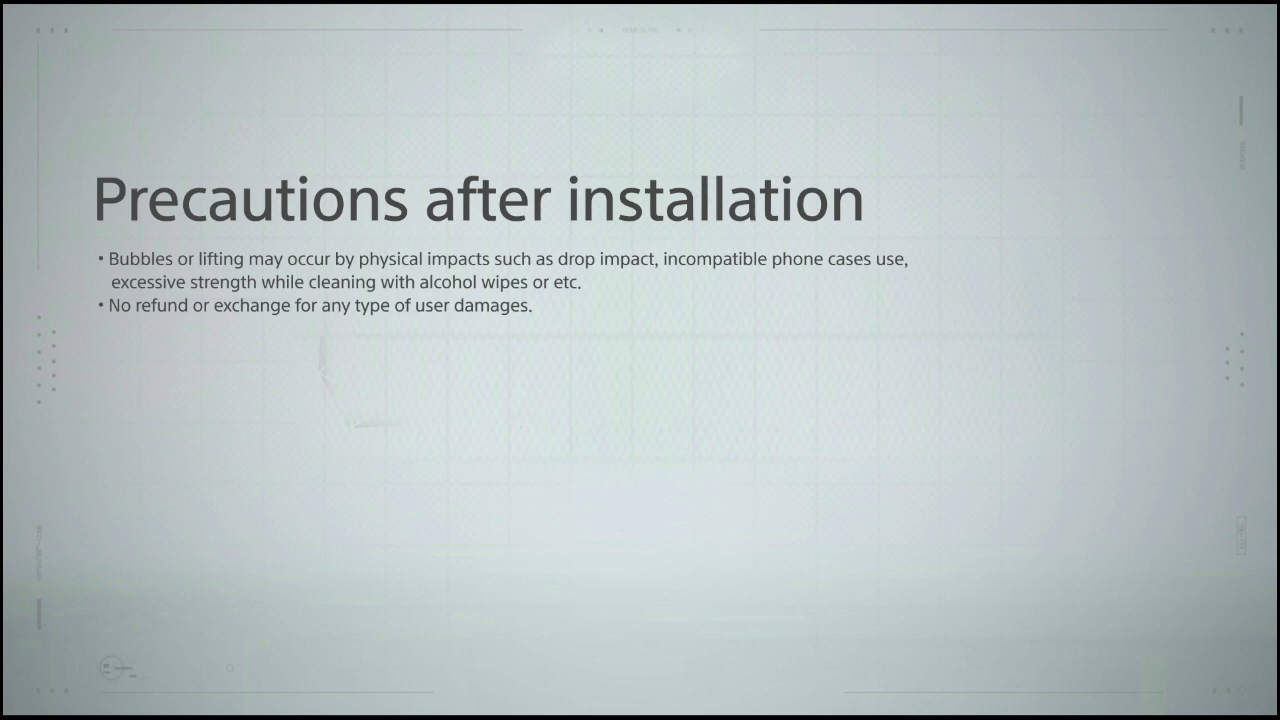 Precautions after installation
• Bubbles or lifting may occur by physical impacts such as drop impact, incompatible phone cases use,
excessive strength while cleaning with alcohol wipes or etc.
• No refund or exchange for any type of user damages.